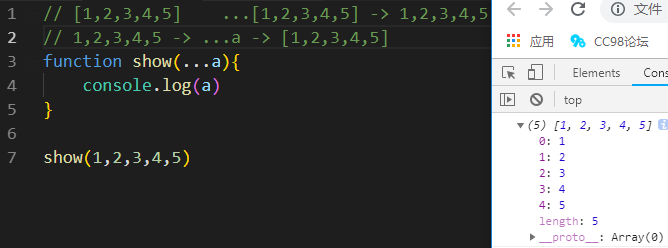 1 // [1,2,3,4,5] ...[1,2,3,4,5] -> 1,2,3,4,5
2 // 1,2,3,4,5 -> ...a -> [1,2,3,4,5]
3 function show(...a){
4 console.log(a)
5 }
6
7 show(1,2,3,4,5)
文件
应用 CC98论坛
Elements Cons
top
(5) [1, 2, 3, 4, 5]
0: 1
1: 2
2: 3
3: 4
4: 5
length: 5
__proto__: Array(0)